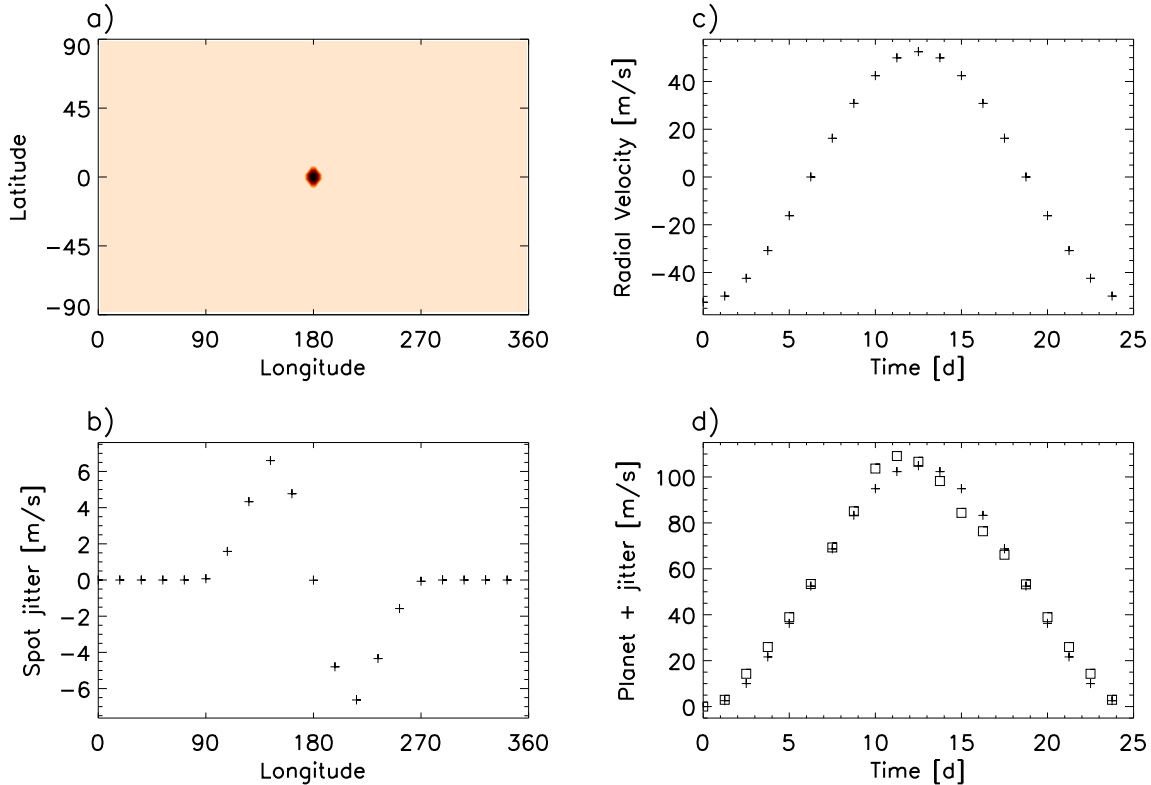 a)
90
45
0
−45
−90
Latitude
0 90 180 270 360
Longitude
c)
40
20
0
−20
−40
Radial Velocity [m/s]
0 5 10 15 20 25
Time [d]
b)
6
4
2
0
−2
−4
−6
Spot jitter [m/s]
0 90 180 270 360
Longitude
d)
100
80
60
40
20
0
Planet + jitter [m/s]
0 5 10 15 20 25
Time [d]